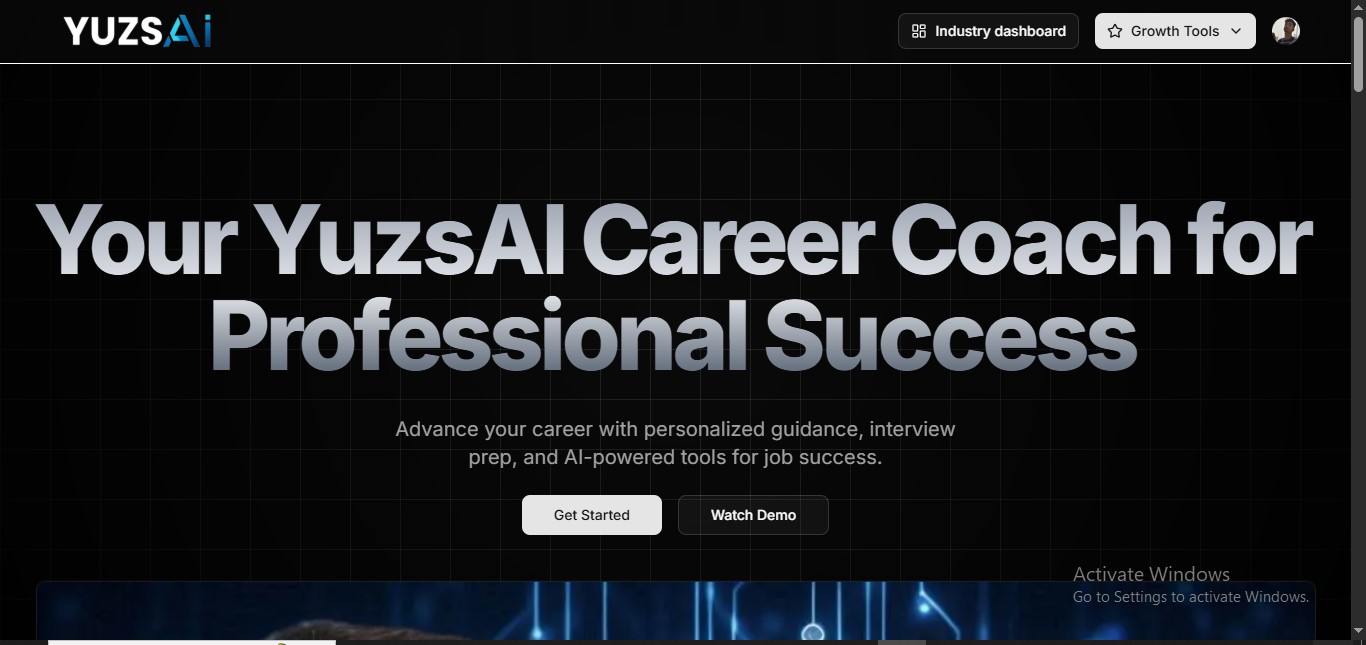 YUZSAi
Industry dashboard
Growth Tools
Your YuzsAI Career Coach for
Professional Success
Advance your career with personalized guidance, interview
prep, and AI-powered tools for job success.
Get Started
Watch Demo
Activate Windows
Go to Settings to activate Windows.